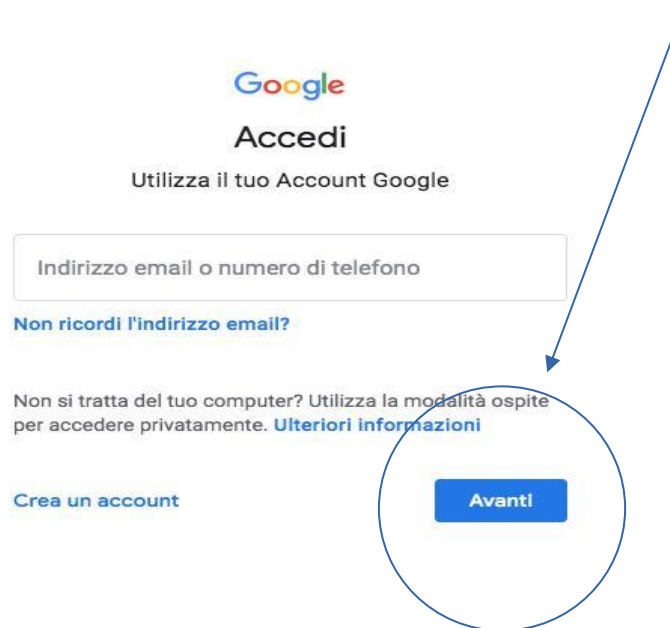 Google
Accedi
Utilizza il tuo Account Google
Indirizzo email o numero di telefono
Non ricordi l'indirizzo email?
Non si tratta del tuo computer? Utilizza la modalità ospite
per accedere privatamente. Ulteriori informazioni
Crea un account
Avanti